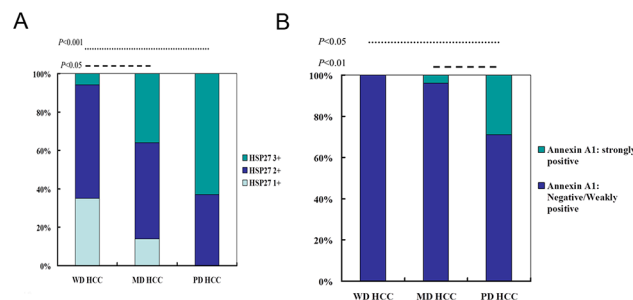 A
P<0.001
P<0.05
100%
80%
60%
40%
20%
0%
WD HCC
MD HCC
PD HCC
HSP27 3+
HSP27 2+
HSP27 1+
B
P<0.05
P<0.01
100%
80%
60%
40%
20%
0%
WD HCC
MD HCC
PD HCC
Annexin A1: strongly
positive
Annexin A1:
Negative/Weakly
positive